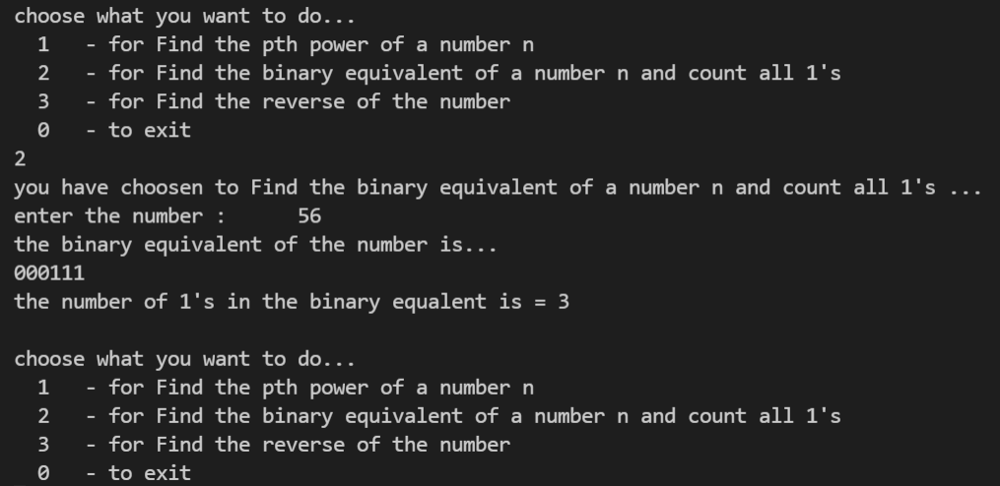 choose what you want to do...
  1   - for Find the pth power of a number n
  2   - for Find the binary equivalent of a number n and count all 1's
  3   - for Find the reverse of the number
  0   - to exit
2
you have choosen to Find the binary equivalent of a number n and count all 1's ...
enter the number :      56
the binary equivalent of the number is...
000111
the number of 1's in the binary equalent is = 3

choose what you want to do...
  1   - for Find the pth power of a number n
  2   - for Find the binary equivalent of a number n and count all 1's
  3   - for Find the reverse of the number
  0   - to exit